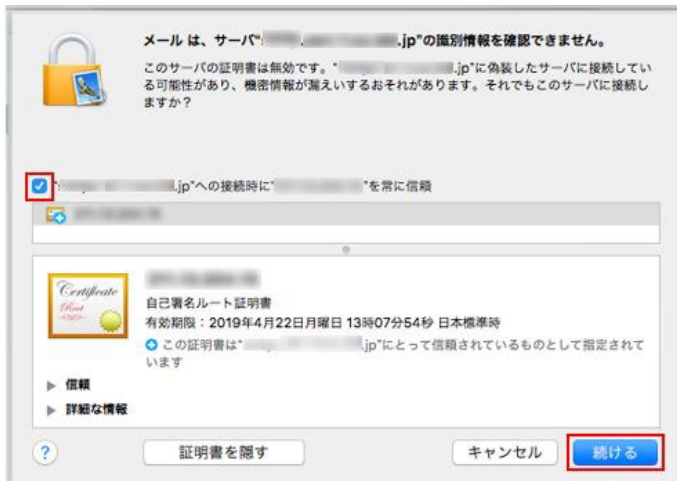 メール は、サーバ" .jp"の識別情報を確認できません。
このサーバの証明書は無効です。" .jp"に偽装したサーバに接続してい
る可能性があり、機密情報が漏えいするおそれがあります。それでもこのサーバに接続し
ますか？
" .jp"への接続時に" "を常に信頼
Certificate
Root
自己署名ルート証明書
有効期限：2019年4月22日月曜日 13時07分54秒 日本標準時
この証明書は" .jp"にとって信頼されているものとして指定されて
います
信頼
詳細な情報
?
証明書を隠す
キャンセル
続ける